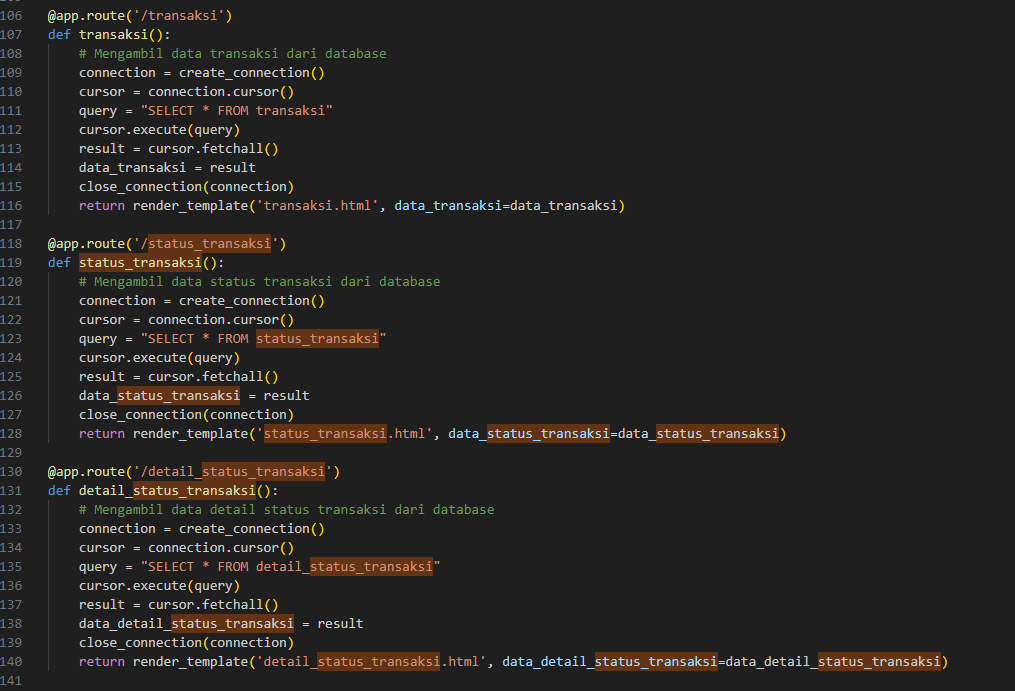 106 @app.route('/transaksi')
107 def transaksi():
108     # Mengambil data transaksi dari database
109     connection = create_connection()
110     cursor = connection.cursor()
111     query = "SELECT * FROM transaksi"
112     cursor.execute(query)
113     result = cursor.fetchall()
114     data_transaksi = result
115     close_connection(connection)
116     return render_template('transaksi.html', data_transaksi=data_transaksi)
117
118 @app.route('/status_transaksi')
119 def status_transaksi():
120     # Mengambil data status transaksi dari database
121     connection = create_connection()
122     cursor = connection.cursor()
123     query = "SELECT * FROM status_transaksi"
124     cursor.execute(query)
125     result = cursor.fetchall()
126     data_status_transaksi = result
127     close_connection(connection)
128     return render_template('status_transaksi.html', data_status_transaksi=data_status_transaksi)
129
130 @app.route('/detail_status_transaksi')
131 def detail_status_transaksi():
132     # Mengambil data detail status transaksi dari database
133     connection = create_connection()
134     cursor = connection.cursor()
135     query = "SELECT * FROM detail_status_transaksi"
136     cursor.execute(query)
137     result = cursor.fetchall()
138     data_detail_status_transaksi = result
139     close_connection(connection)
140     return render_template('detail_status_transaksi.html', data_detail_status_transaksi=data_detail_status_transaksi)
141